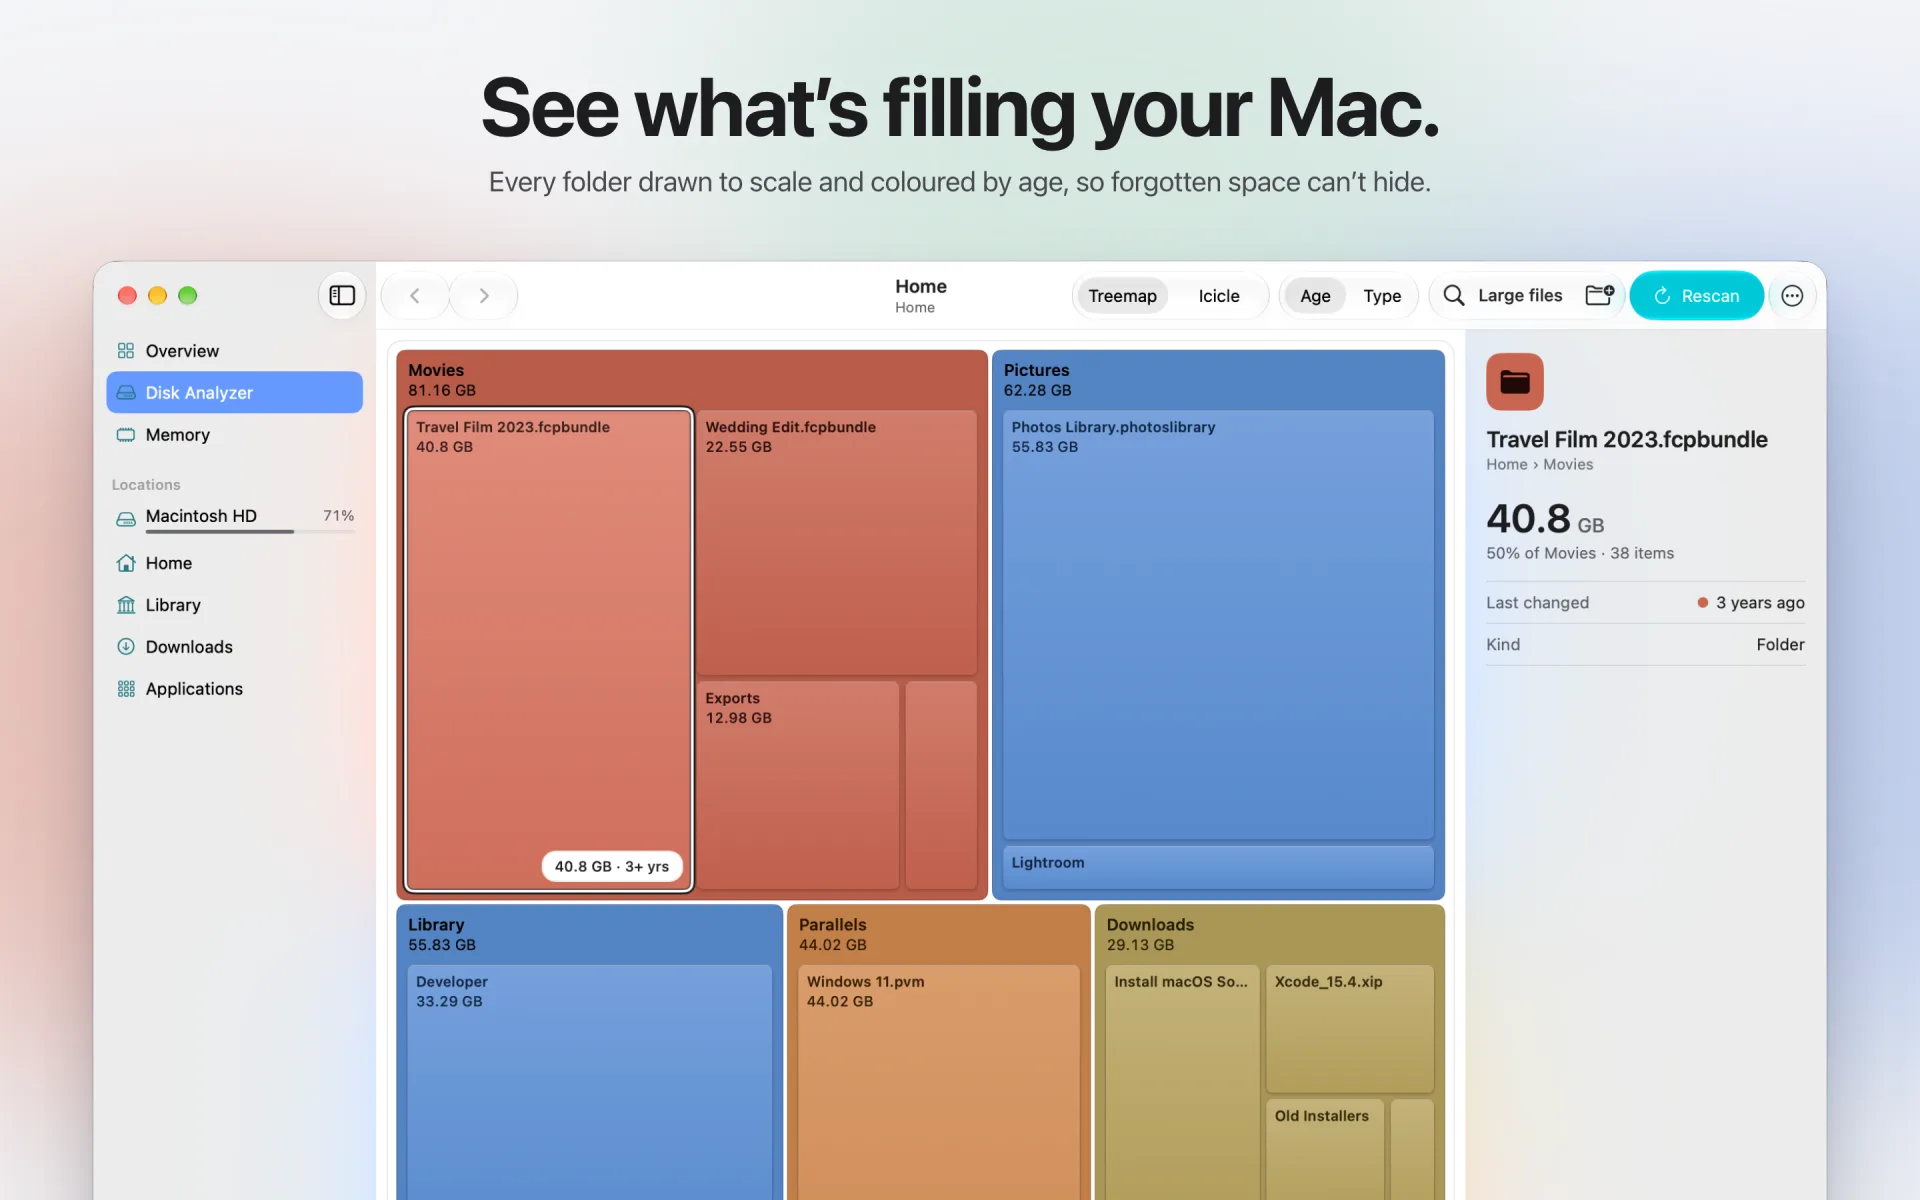 See what’s filling your Mac.
Every folder drawn to scale and coloured by age, so forgotten space can’t hide.
Home
Home
Treemap
Icicle
Age
Type
Large files
Rescan
Overview
Disk Analyzer
Memory
Locations
Macintosh HD
71%
Home
Library
Downloads
Applications
Movies
81.16 GB
Travel Film 2023.fcpbundle
40.8 GB
40.8 GB · 3+ yrs
Wedding Edit.fcpbundle
22.55 GB
Exports
12.98 GB
Pictures
62.28 GB
Photos Library.photoslibrary
55.83 GB
Lightroom
Library
55.83 GB
Developer
33.29 GB
Parallels
44.02 GB
Windows 11.pvm
44.02 GB
Downloads
29.13 GB
Install macOS So...
Xcode_15.4.xip
Old Installers
Travel Film 2023.fcpbundle
Home › Movies
40.8 GB
50% of Movies · 38 items
Last changed
3 years ago
Kind
Folder